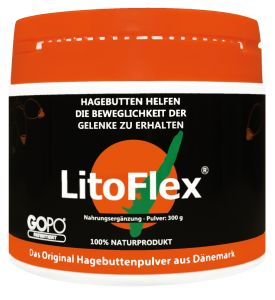 HAGEBUTTEN HELFEN
DIE BEWEGLICHKEIT DER
GELENKE ZU ERHALTEN
LitoFlex®
Nahrungsergänzung - Pulver: 300 g
GOPO®
100% NATURPRODUKT
Das Original Hagebuttenpulver aus Dänemark